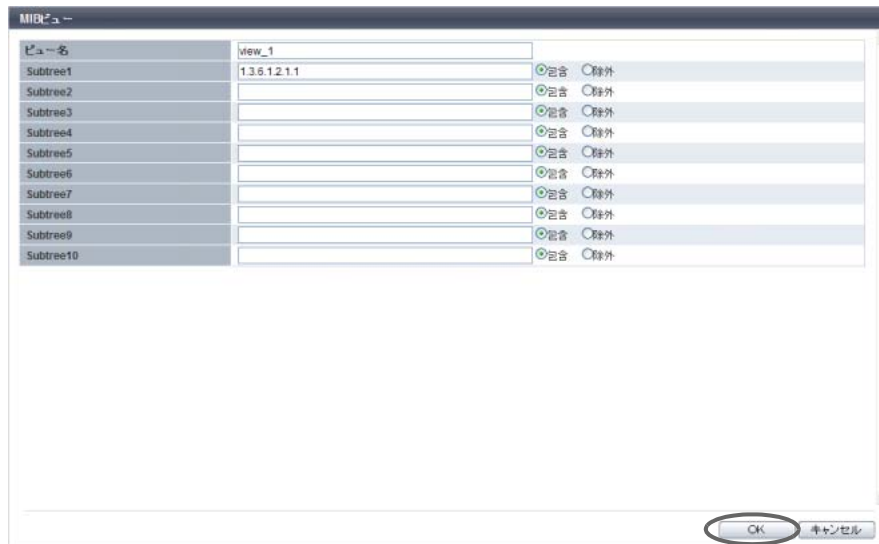 MIBビュー
ビュー名 view_1
Subtree1 1.3.6.1.2.1.1 包含 除外
Subtree2 包含 除外
Subtree3 包含 除外
Subtree4 包含 除外
Subtree5 包含 除外
Subtree6 包含 除外
Subtree7 包含 除外
Subtree8 包含 除外
Subtree9 包含 除外
Subtree10 包含 除外
OK キャンセル